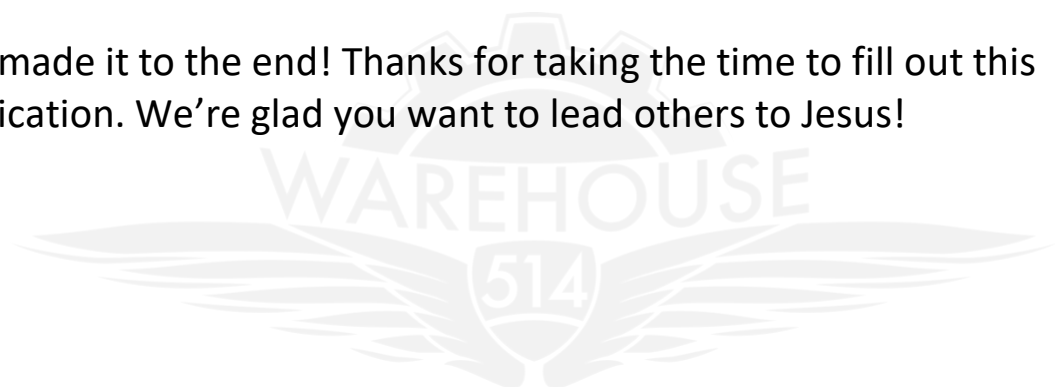 made it to the end! Thanks for taking the time to fill out this
ication. We’re glad you want to lead others to Jesus!
WAREHOUSE
514